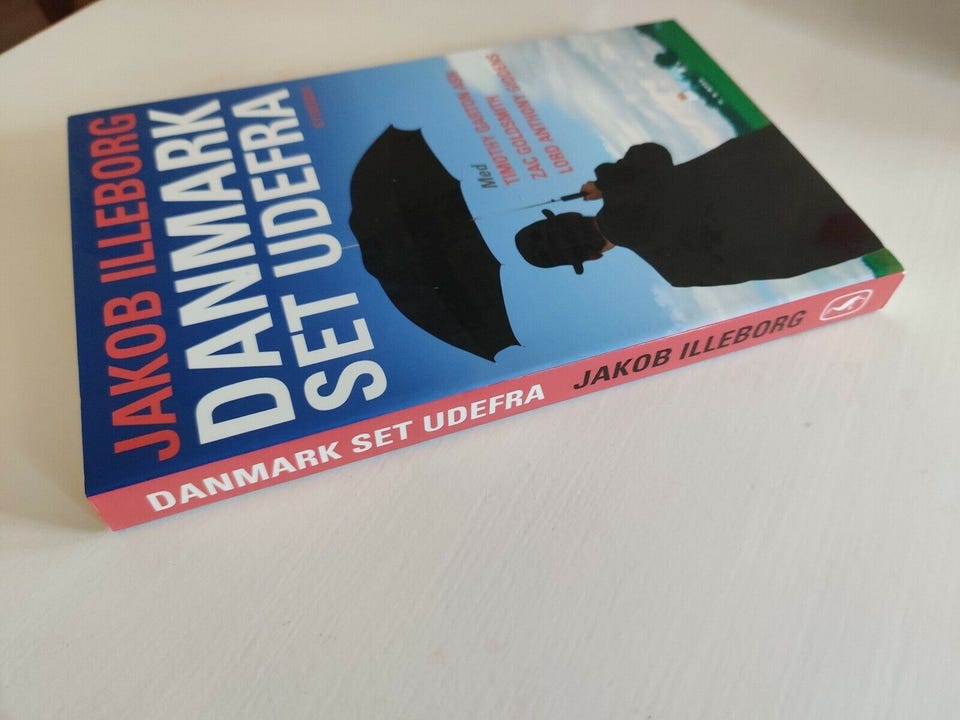 JAKOB ILLEBORG
DANMARK
SET UDEFRA
Med
TIMOTHY GARTON ASH
ZAC GOLDSMITH
LORD ANTHONY GIDDENS
DANMARK SET UDEFRA JAKOB ILLEBORG